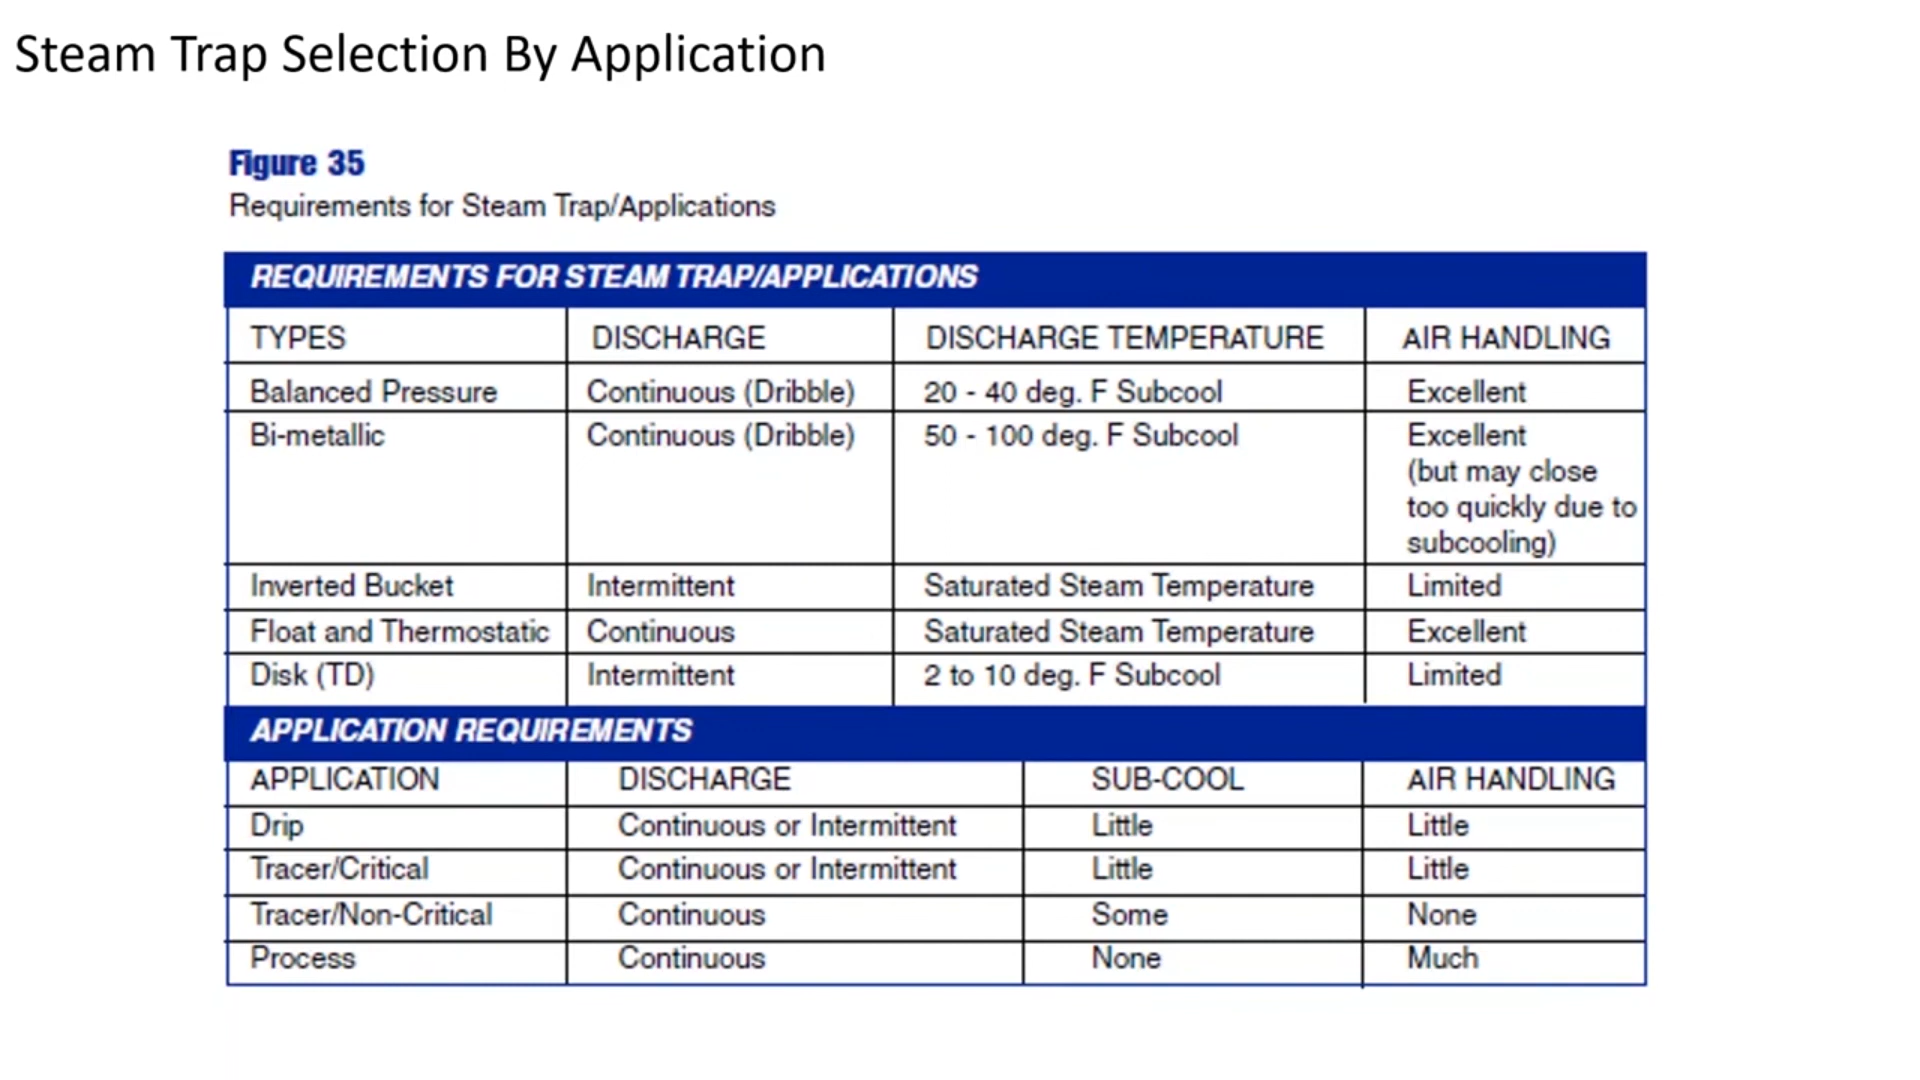 Steam Trap Selection By Application
Figure 35
Requirements for Steam Trap/Applications
REQUIREMENTS FOR STEAM TRAP/APPLICATIONS
TYPES DISCHARGE DISCHARGE TEMPERATURE AIR HANDLING
Balanced Pressure Continuous (Dribble) 20 - 40 deg. F Subcool Excellent
Bi-metallic Continuous (Dribble) 50 - 100 deg. F Subcool Excellent
(but may close
too quickly due to
subcooling)
Inverted Bucket Intermittent Saturated Steam Temperature Limited
Float and Thermostatic Continuous Saturated Steam Temperature Excellent
Disk (TD) Intermittent 2 to 10 deg. F Subcool Limited
APPLICATION REQUIREMENTS
APPLICATION DISCHARGE SUB-COOL AIR HANDLING
Drip Continuous or Intermittent Little Little
Tracer/Critical Continuous or Intermittent Little Little
Tracer/Non-Critical Continuous Some None
Process Continuous None Much